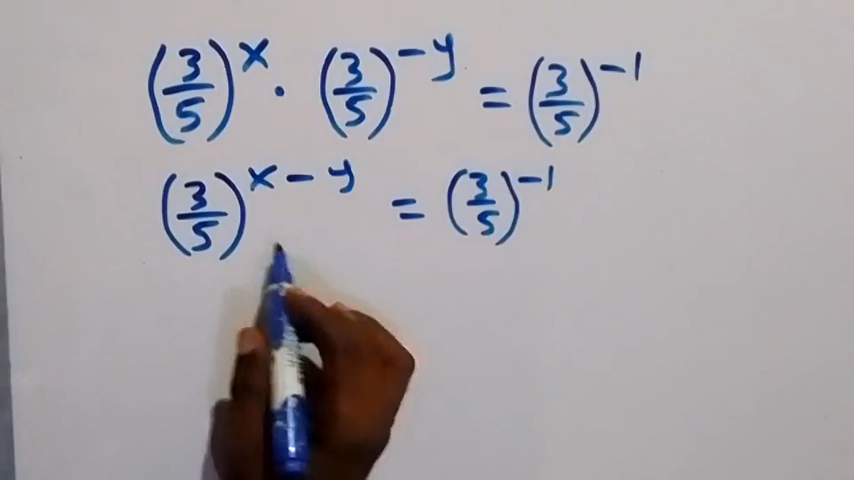 (3/5)^x · (3/5)^-y = (3/5)^-1
(3/5)^x-y = (3/5)^-1